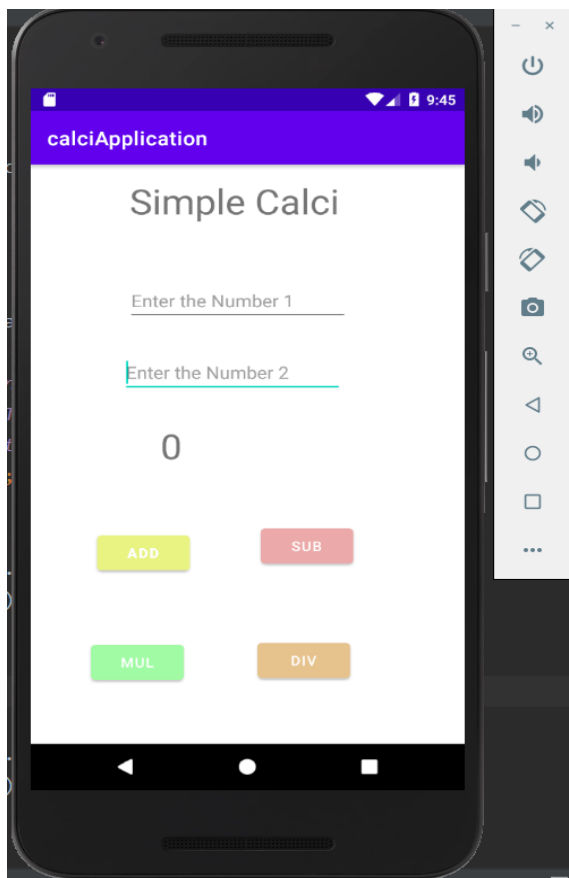 9:45
calciApplication
Simple Calci
Enter the Number 1
Enter the Number 2
0
ADD
SUB
MUL
DIV